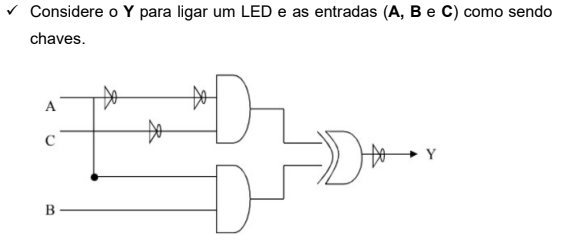 ✓ Considere o Y para ligar um LED e as entradas (A, B e C) como sendo
chaves.
A
C
Y
B